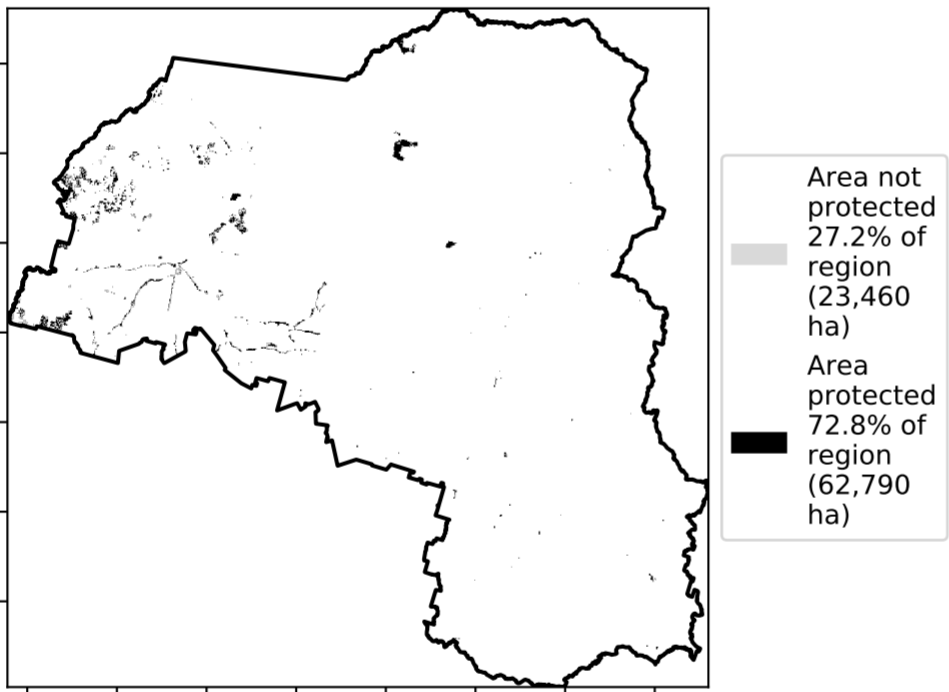 Area not
protected
27.2% of
region
(23,460
ha)
Area
protected
72.8% of
region
(62,790
ha)